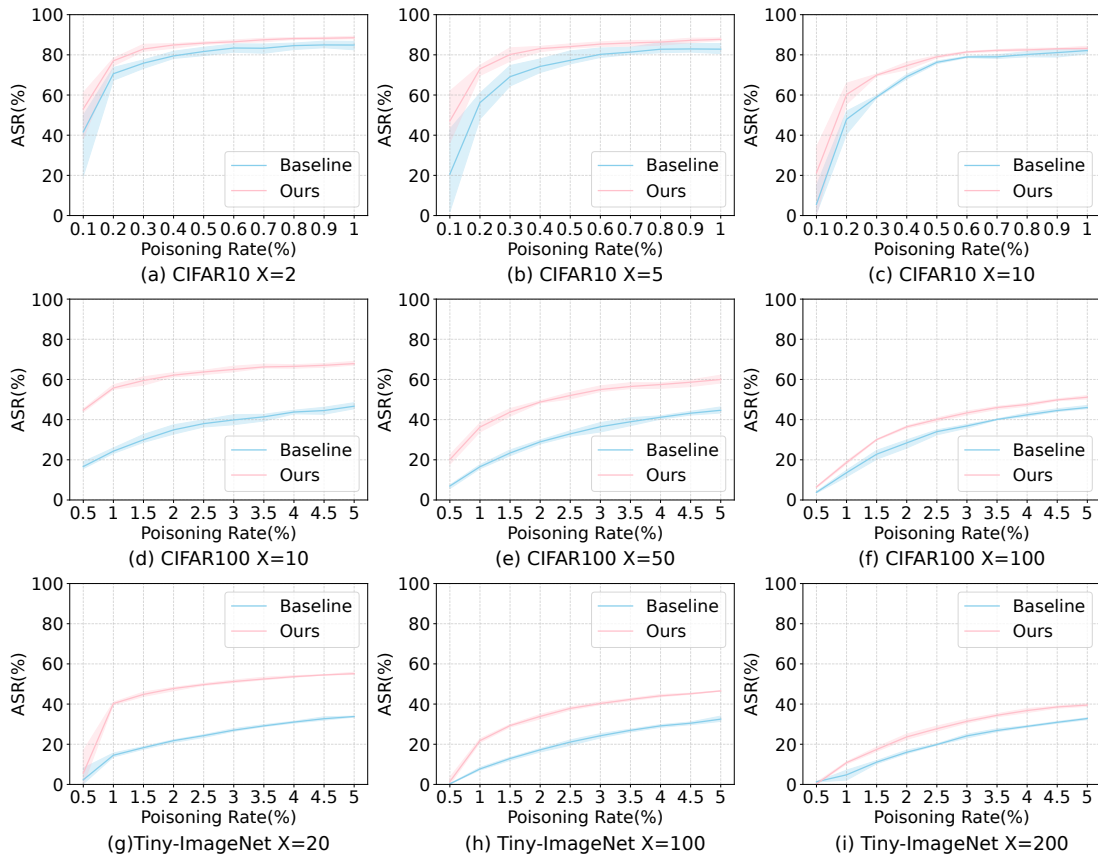 100
80
60
40
20
0
ASR(%)
Baseline
Ours
0.1 0.2 0.3 0.4 0.5 0.6 0.7 0.8 0.9 1
Poisoning Rate(%)
(a) CIFAR10 X=2
100
80
60
40
20
0
ASR(%)
Baseline
Ours
0.1 0.2 0.3 0.4 0.5 0.6 0.7 0.8 0.9 1
Poisoning Rate(%)
(b) CIFAR10 X=5
100
80
60
40
20
0
ASR(%)
Baseline
Ours
0.1 0.2 0.3 0.4 0.5 0.6 0.7 0.8 0.9 1
Poisoning Rate(%)
(c) CIFAR10 X=10
100
80
60
40
20
0
ASR(%)
Baseline
Ours
0.5 1 1.5 2 2.5 3 3.5 4 4.5 5
Poisoning Rate(%)
(d) CIFAR100 X=10
100
80
60
40
20
0
ASR(%)
Baseline
Ours
0.5 1 1.5 2 2.5 3 3.5 4 4.5 5
Poisoning Rate(%)
(e) CIFAR100 X=50
100
80
60
40
20
0
ASR(%)
Baseline
Ours
0.5 1 1.5 2 2.5 3 3.5 4 4.5 5
Poisoning Rate(%)
(f) CIFAR100 X=100
100
80
60
40
20
0
ASR(%)
Baseline
Ours
0.5 1 1.5 2 2.5 3 3.5 4 4.5 5
Poisoning Rate(%)
(g)Tiny-ImageNet X=20
100
80
60
40
20
0
ASR(%)
Baseline
Ours
0.5 1 1.5 2 2.5 3 3.5 4 4.5 5
Poisoning Rate(%)
(h) Tiny-ImageNet X=100
100
80
60
40
20
0
ASR(%)
Baseline
Ours
0.5 1 1.5 2 2.5 3 3.5 4 4.5 5
Poisoning Rate(%)
(i) Tiny-ImageNet X=200